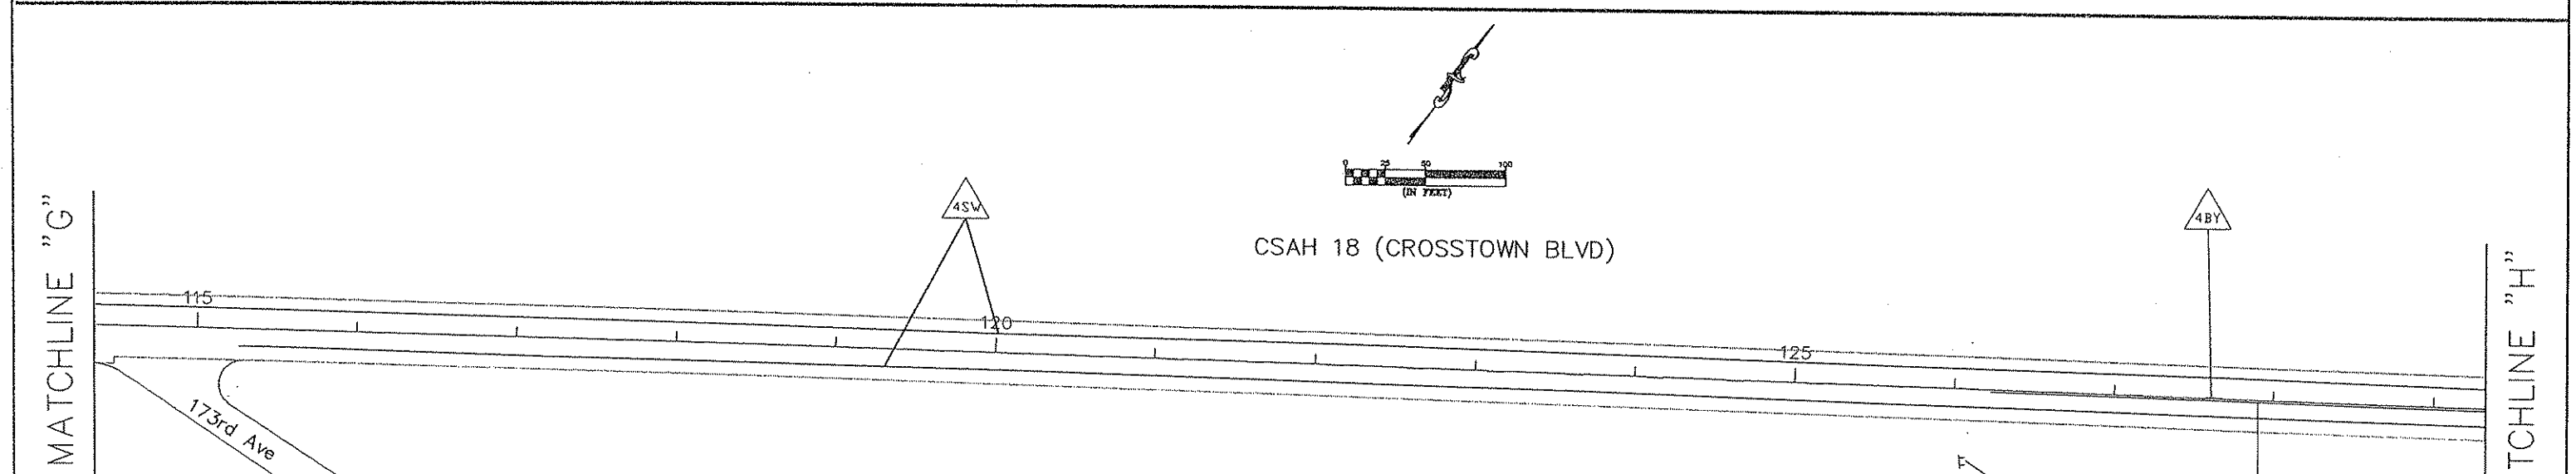 0 25 50 100
(IN FEET)
4SW
4BY
CSAH 18 (CROSSTOWN BLVD)
MATCHLINE "G"
TCHLINE "H"
115
120
125
173rd Ave